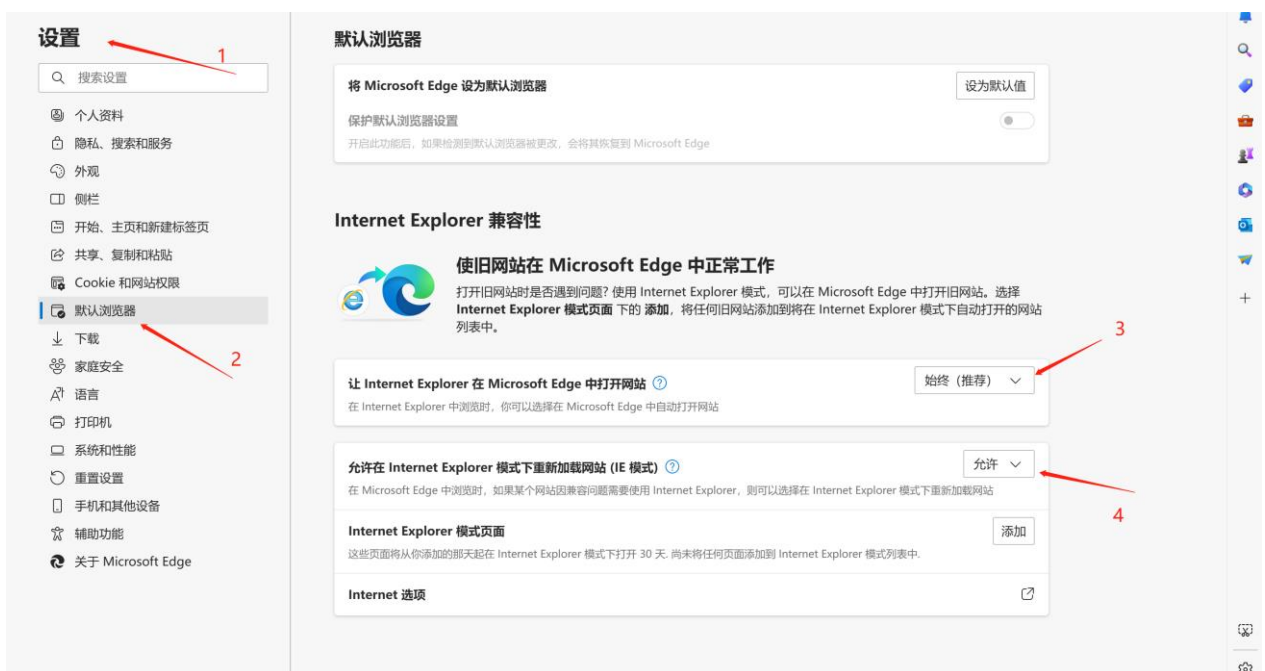 设置
1
搜索设置
个人资料
隐私、搜索和服务
外观
侧栏
开始、主页和新建标签页
共享、复制和粘贴
Cookie 和网站权限
默认浏览器
2
下载
家庭安全
语言
打印机
系统和性能
重置设置
手机和其他设备
辅助功能
关于 Microsoft Edge
默认浏览器
将 Microsoft Edge 设为默认浏览器
设为默认值
保护默认浏览器设置
开启此功能后，如果检测到默认浏览器被更改，会将其恢复到 Microsoft Edge
Internet Explorer 兼容性
使旧网站在 Microsoft Edge 中正常工作
打开旧网站时是否遇到问题? 使用 Internet Explorer 模式，可以在 Microsoft Edge 中打开旧网站。选择
Internet Explorer 模式页面 下的 添加，将任何旧网站添加到将在 Internet Explorer 模式下自动打开的网站
列表中。
3
让 Internet Explorer 在 Microsoft Edge 中打开网站
始终（推荐）
在 Internet Explorer 中浏览时，你可以选择在 Microsoft Edge 中自动打开网站
允许在 Internet Explorer 模式下重新加载网站 (IE 模式)
允许
在 Microsoft Edge 中浏览时，如果某个网站因兼容问题需要使用 Internet Explorer，则可以选择在 Internet Explorer 模式下重新加载网站
4
Internet Explorer 模式页面
添加
这些页面将从你添加的那天起在 Internet Explorer 模式下打开 30 天. 尚未将任何页面添加到 Internet Explorer 模式列表中.
Internet 选项